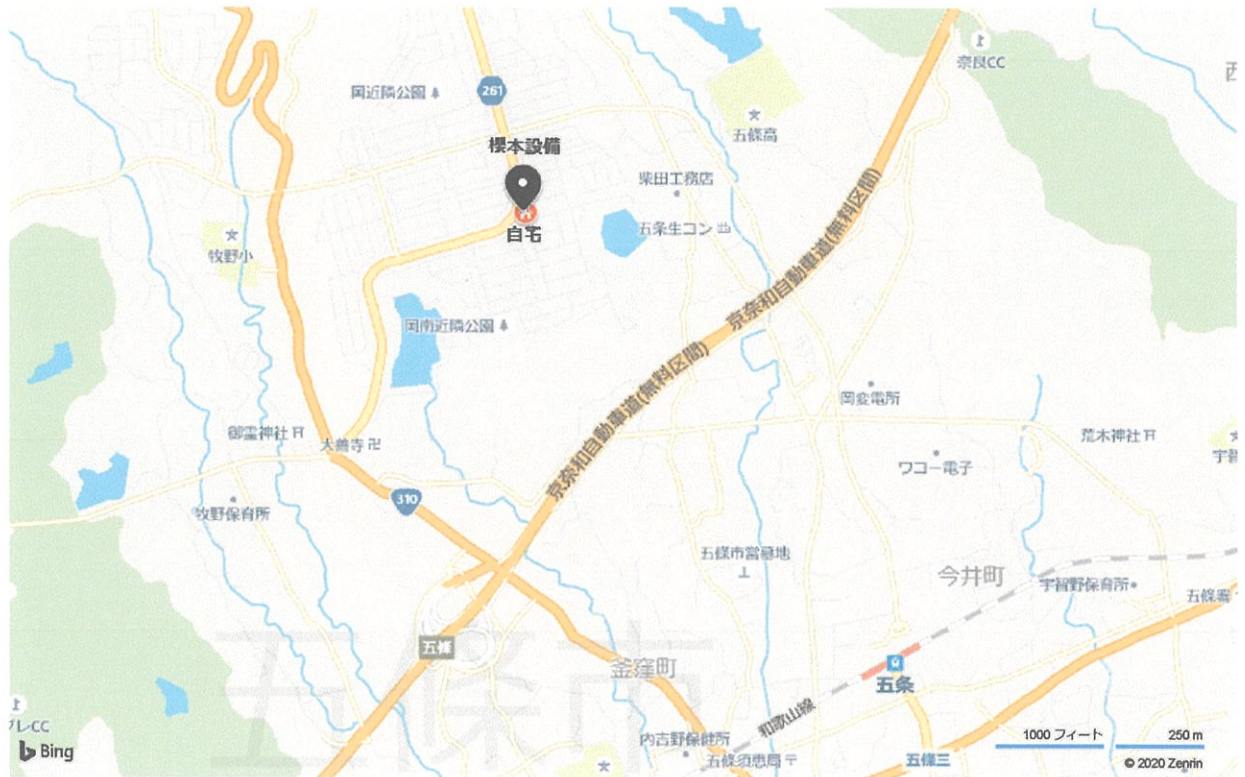 奈良CC
261
岡近隣公園
五條高
櫻本設備
柴田工務店
自宅
五条生コン
牧野小
京奈和自動車道(無料区間)
岡南近隣公園
京奈和自動車道(無料区間)
岡変電所
御霊神社
大善寺
荒木神社
ワコー電子
310
牧野保育所
五條市営墓地
今井町
宇智野保育所
五條
釜窪町
五条
五條市
和歌山線
内吉野保健所
五條須恵局
五條三
1000 フィート
250 m
Bing
© 2020 Zenrin